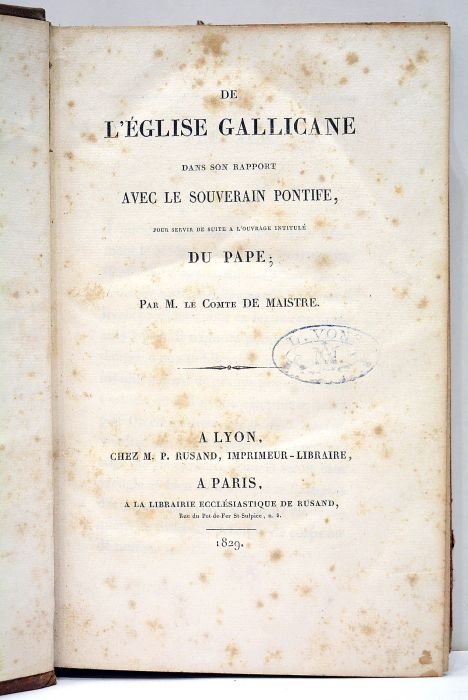 DE
L'ÉGLISE GALLICANE
DANS SON RAPPORT
AVEC LE SOUVERAIN PONTIFE,
POUR SERVIR DE SUITE A L'OUVRAGE INTITULÉ
DU PAPE;
PAR M. LE COMTE DE MAISTRE.
A LYON,
CHEZ M. P. RUSAND, IMPRIMEUR-LIBRAIRE,
A PARIS,
A LA LIBRAIRIE ECCLÉSIASTIQUE DE RUSAND,
Rue du Pot-de-Fer St-Sulpice, n. 8.
1829.